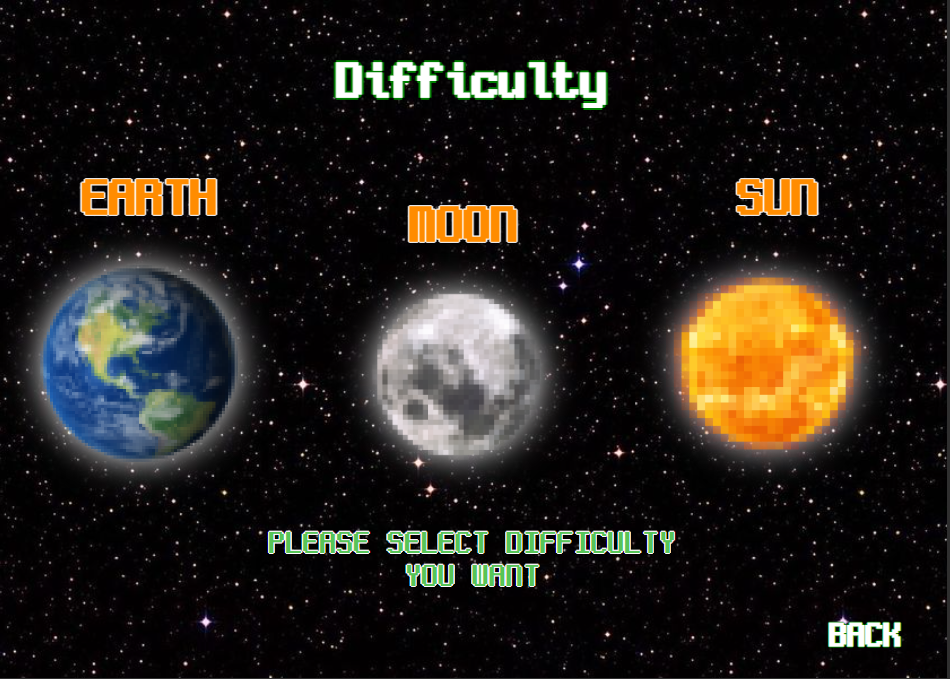 Difficulty
EARTH
MOON
SUN
PLEASE SELECT DIFFICULTY
YOU WANT
BACK